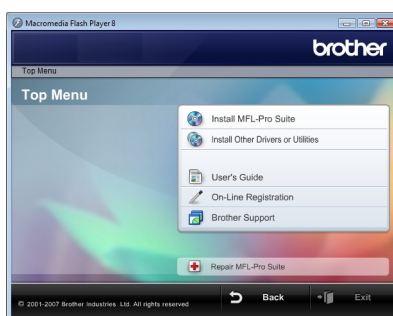 Macromedia Flash Player 8
brother
Top Menu
Top Menu
Install MFL-Pro Suite
Install Other Drivers or Utilities
User's Guide
On-Line Registration
Brother Support
Repair MFL-Pro Suite
© 2001-2007 Brother Industries Ltd. All rights reserved
Back
Exit